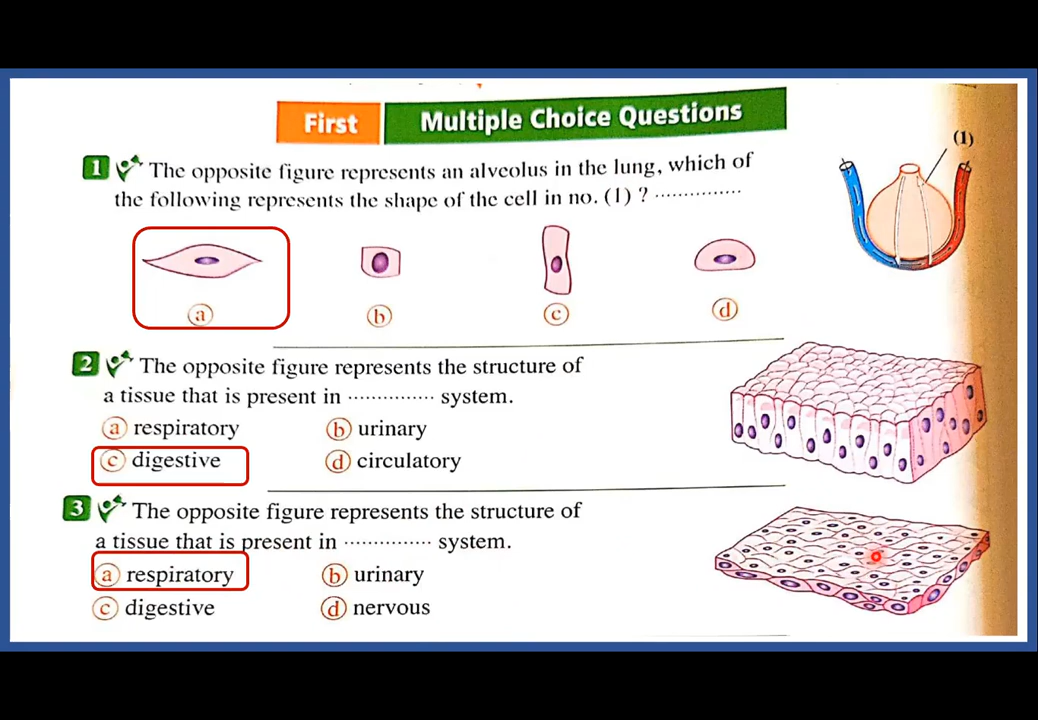 First Multiple Choice Questions
1 The opposite figure represents an alveolus in the lung, which of
the following represents the shape of the cell in no. (1) ? ...............
(1)
a b c d
2 The opposite figure represents the structure of
a tissue that is present in ............... system.
a respiratory b urinary
c digestive d circulatory
3 The opposite figure represents the structure of
a tissue that is present in ............... system.
a respiratory b urinary
c digestive d nervous